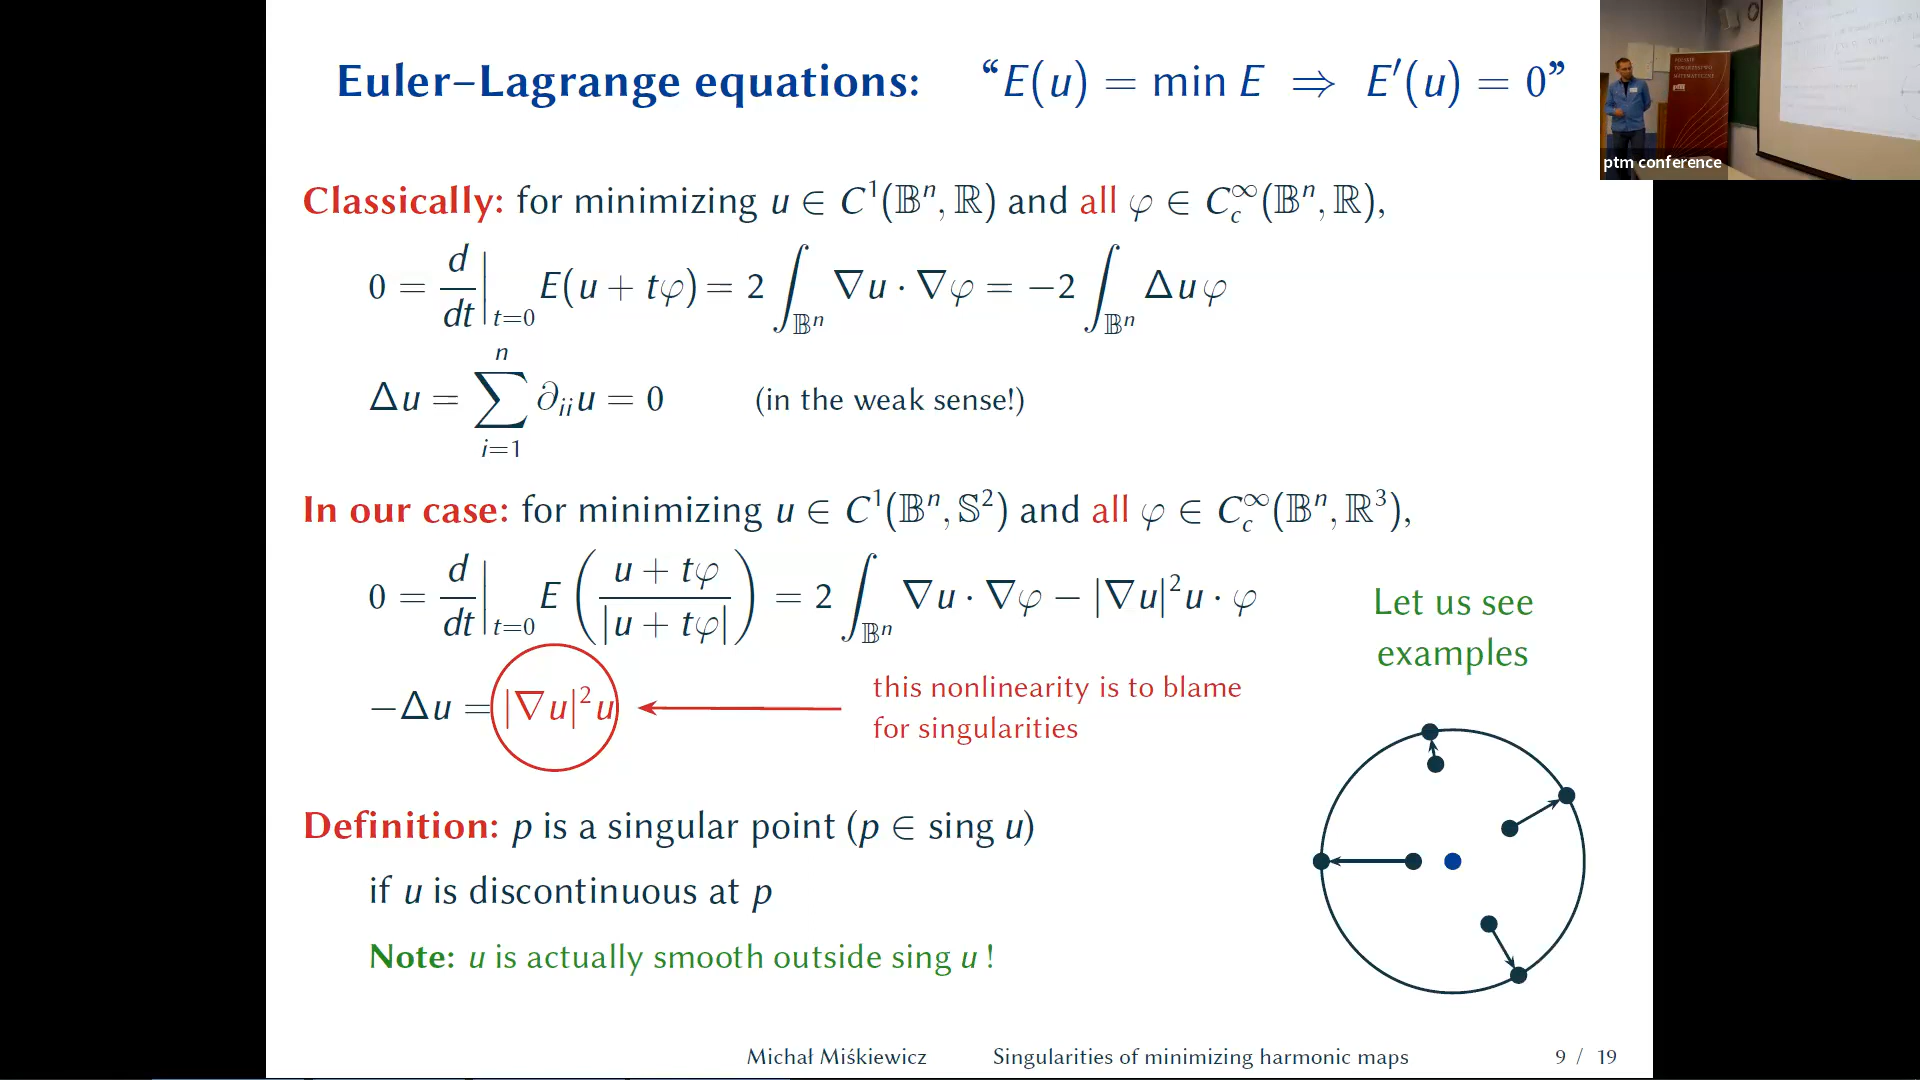 Euler–Lagrange equations: “E(u) = min E ⇒ E′(u) = 0”
Classically: for minimizing u ∈ C¹(𝔹ⁿ, ℝ) and all φ ∈ C_c^∞(𝔹ⁿ, ℝ),
0 = d/dt|_{t=0} E(u + tφ) = 2 ∫_{𝔹ⁿ} ∇u · ∇φ = −2 ∫_{𝔹ⁿ} Δu φ
Δu = ∑_{i=1}^{n} ∂_{ii}u = 0 (in the weak sense!)
In our case: for minimizing u ∈ C¹(𝔹ⁿ, 𝕊²) and all φ ∈ C_c^∞(𝔹ⁿ, ℝ³),
0 = d/dt|_{t=0} E((u + tφ)/|u + tφ|) = 2 ∫_{𝔹ⁿ} ∇u · ∇φ − |∇u|²u · φ
−Δu = |∇u|²u
this nonlinearity is to blame
for singularities
Let us see
examples
Definition: p is a singular point (p ∈ sing u)
if u is discontinuous at p
Note: u is actually smooth outside sing u !
Michał Miśkiewicz Singularities of minimizing harmonic maps 9 / 19
POLSKIE
TOWARZYSTWO
MATEMATYCZNE
ptm
ptm conference